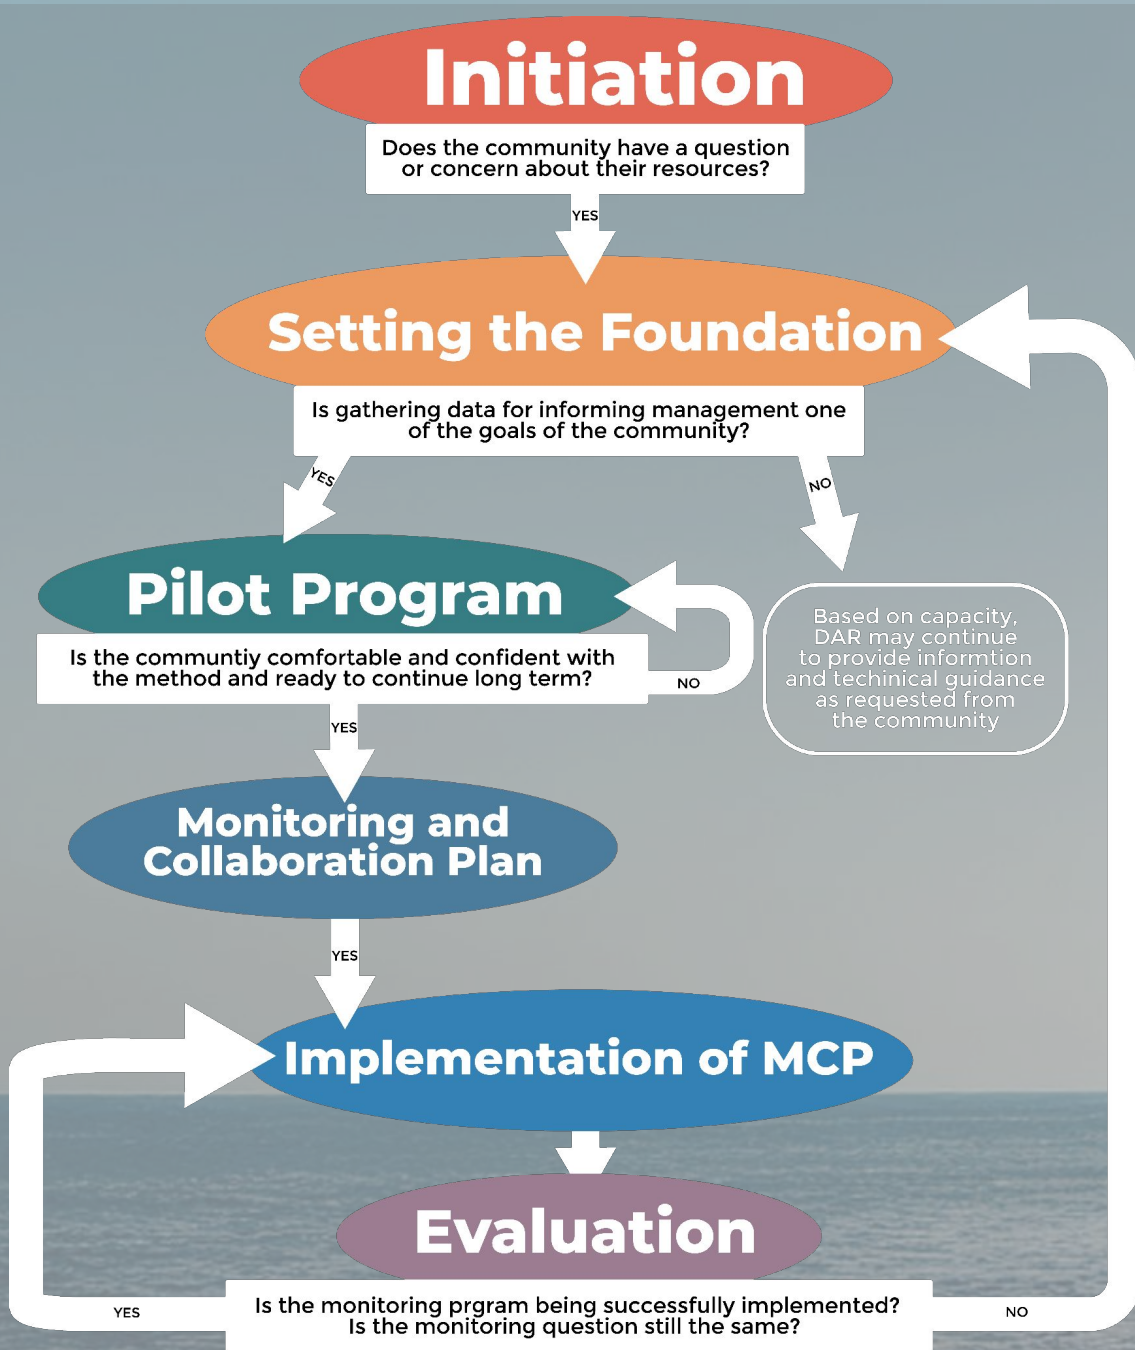 Initiation
Does the community have a question
or concern about their resources?
YES
Setting the Foundation
Is gathering data for informing management one
of the goals of the community?
YES
NO
Pilot Program
Is the communtiy comfortable and confident with
the method and ready to continue long term?
NO
Based on capacity,
DAR may continue
to provide informtion
and techinical guidance
as requested from
the community
YES
Monitoring and
Collaboration Plan
YES
Implementation of MCP
Evaluation
Is the monitoring prgram being successfully implemented?
Is the monitoring question still the same?
YES
NO